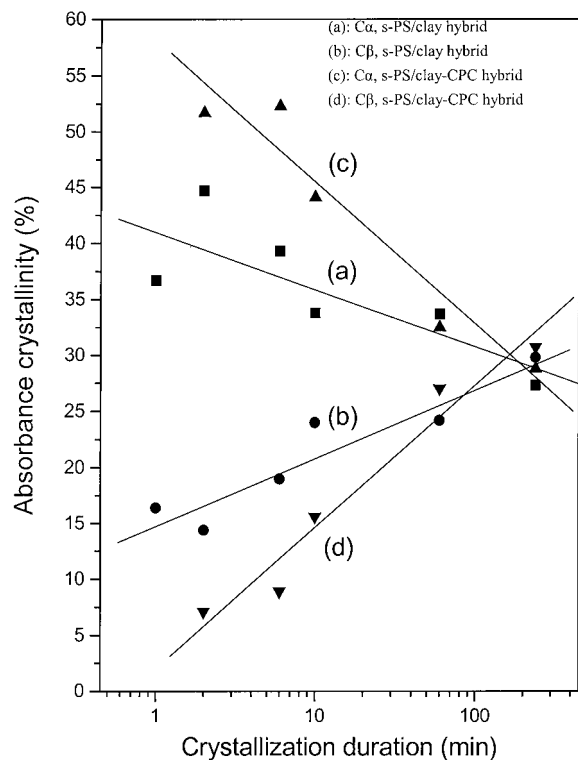 (a): Cα, s-PS/clay hybrid
(b): Cβ, s-PS/clay hybrid
(c): Cα, s-PS/clay-CPC hybrid
(d): Cβ, s-PS/clay-CPC hybrid
60
55
50
45
40
35
30
25
20
15
10
5
0
Absorbance crystallinity (%)
(c)
(a)
(b)
(d)
1
10
100
Crystallization duration (min)